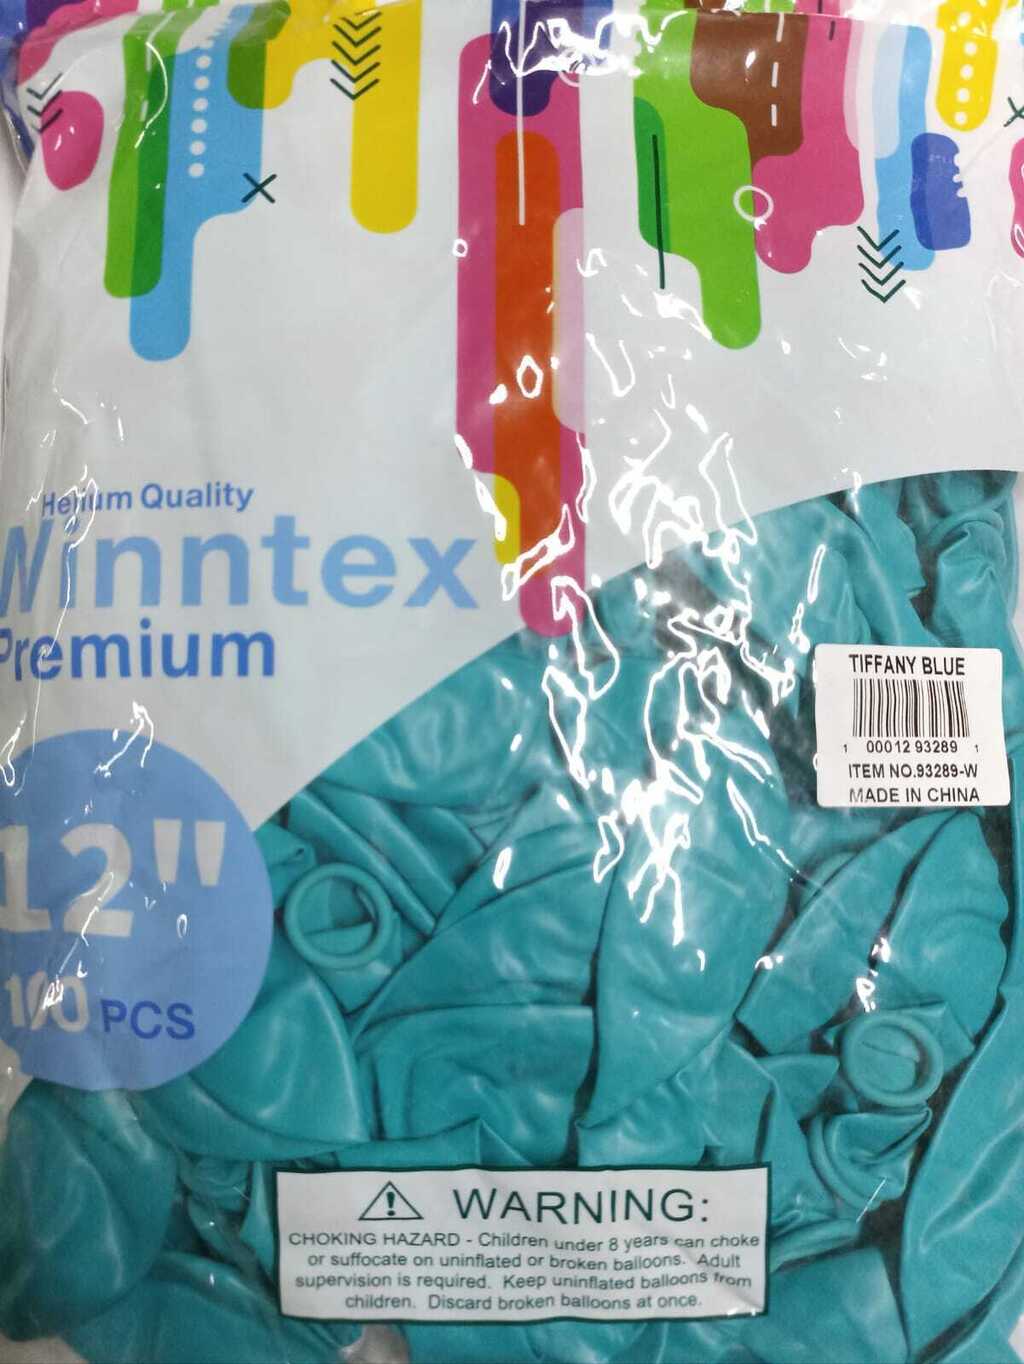 Helium Quality
Winntex
Premium
12"
100 PCS
TIFFANY BLUE
1 00012 93289 1
ITEM NO.93289-W
MADE IN CHINA
WARNING:
CHOKING HAZARD - Children under 8 years can choke
or suffocate on uninflated or broken balloons. Adult
supervision is required. Keep uninflated balloons from
children. Discard broken balloons at once.